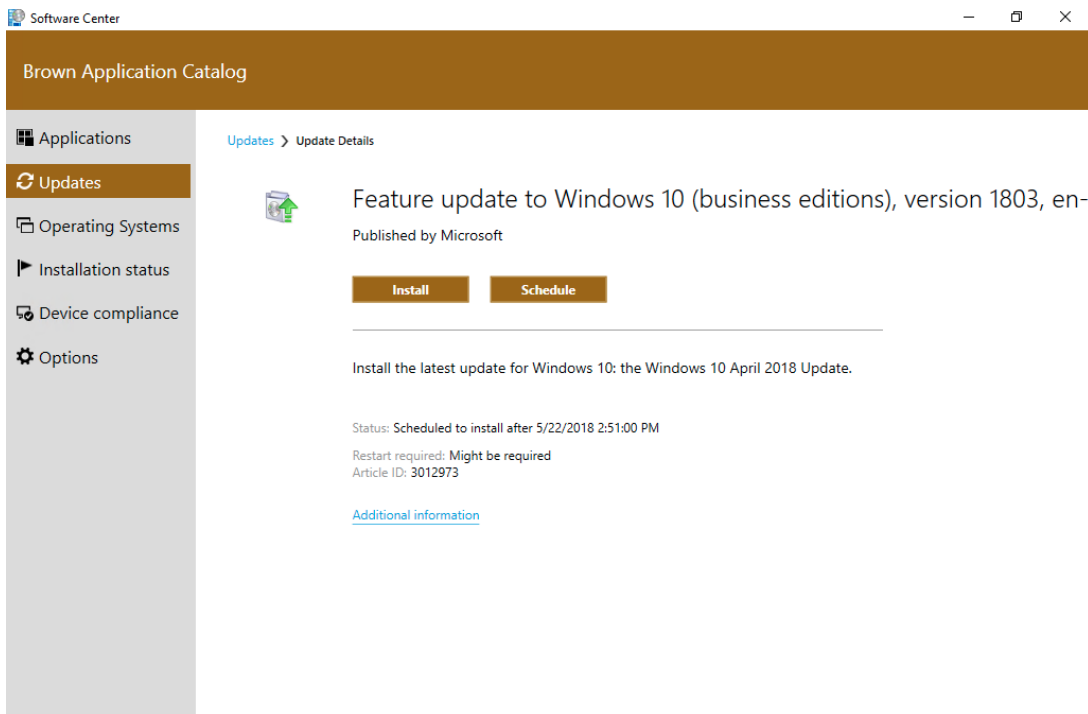 Software Center
Brown Application Catalog
Applications
Updates
Operating Systems
Installation status
Device compliance
Options
Updates ❯ Update Details
Feature update to Windows 10 (business editions), version 1803, en-
Published by Microsoft
Install
Schedule
Install the latest update for Windows 10: the Windows 10 April 2018 Update.
Status: Scheduled to install after 5/22/2018 2:51:00 PM
Restart required: Might be required
Article ID: 3012973
Additional information